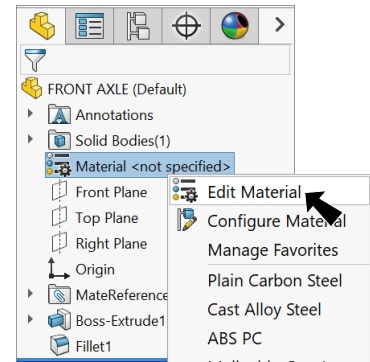 FRONT AXLE (Default)
Annotations
Solid Bodies(1)
Material <not specified>
Front Plane
Top Plane
Right Plane
Origin
MateReference
Boss-Extrude1
Fillet1
Edit Material
Configure Material
Manage Favorites
Plain Carbon Steel
Cast Alloy Steel
ABS PC